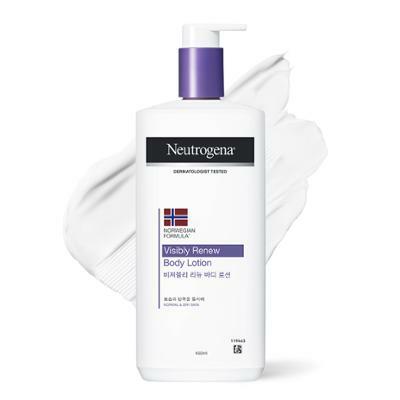 Neutrogena®
DERMATOLOGIST TESTED
NORWEGIAN
FORMULA™
Visibly Renew
Body Lotion
비저블리 리뉴 바디 로션
NORMAL & DRY SKIN